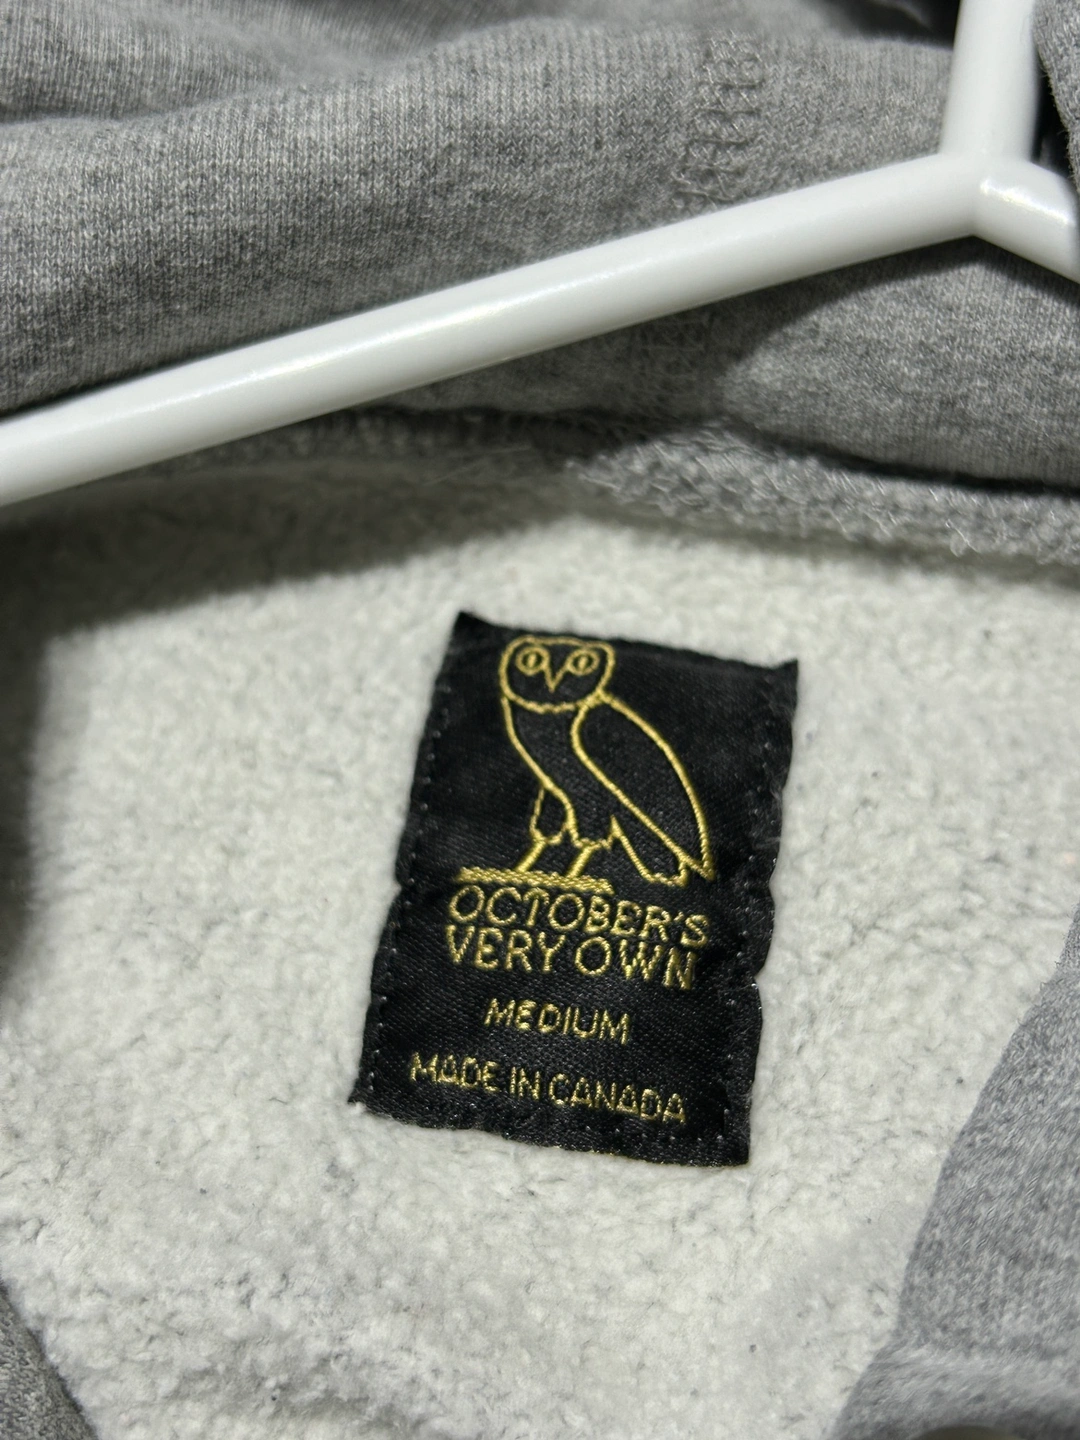 OCTOBER'S
VERY OWN
MEDIUM
MADE IN CANADA